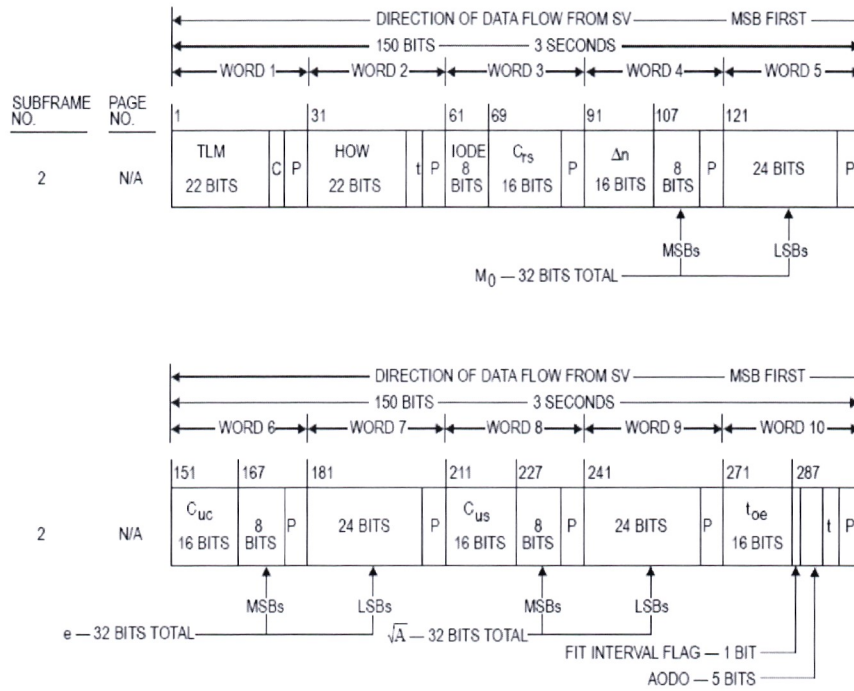 DIRECTION OF DATA FLOW FROM SV MSB FIRST
150 BITS 3 SECONDS
WORD 1 WORD 2 WORD 3 WORD 4 WORD 5
SUBFRAME NO. PAGE NO. 1 31 61 69 91 107 121
2 N/A TLM 22 BITS C P HOW 22 BITS t P IODE 8 BITS Crs 16 BITS P Δn 16 BITS 8 BITS P 24 BITS P
MSBs LSBs
M0 — 32 BITS TOTAL
DIRECTION OF DATA FLOW FROM SV MSB FIRST
150 BITS 3 SECONDS
WORD 6 WORD 7 WORD 8 WORD 9 WORD 10
151 167 181 211 227 241 271 287
2 N/A Cuc 16 BITS 8 BITS P 24 BITS P Cus 16 BITS 8 BITS P 24 BITS P toe 16 BITS t P
MSBs LSBs MSBs LSBs
e — 32 BITS TOTAL √A — 32 BITS TOTAL
FIT INTERVAL FLAG — 1 BIT
AODO — 5 BITS